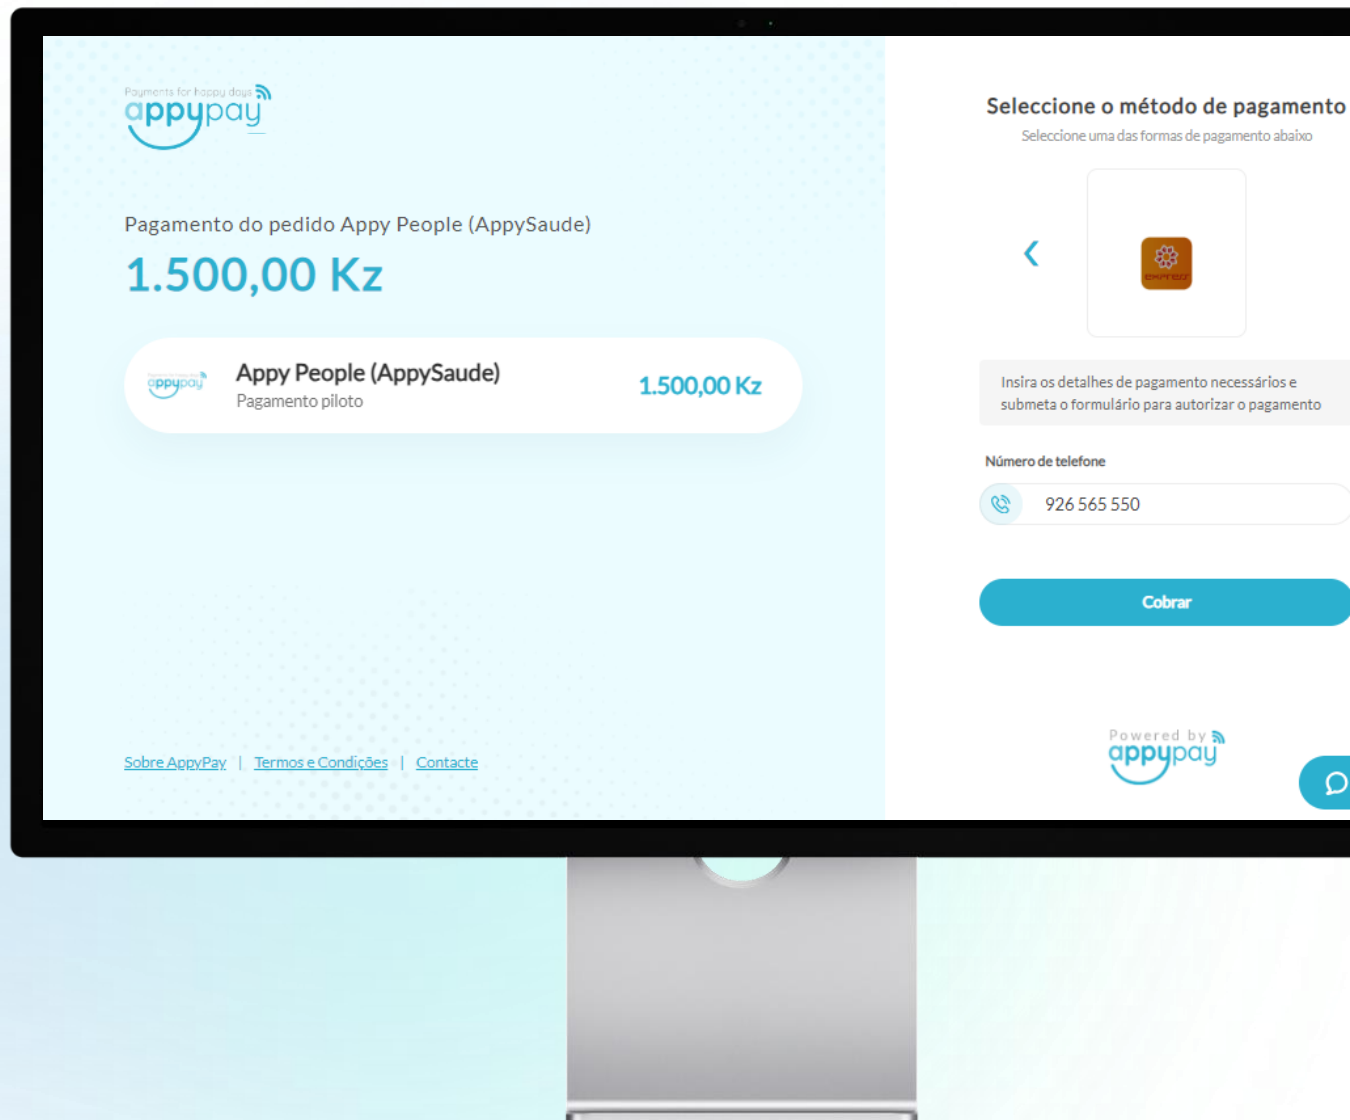 Payments for happy days
appypay
Pagamento do pedido Appy People (AppySaude)
1.500,00 Kz
appypay
Appy People (AppySaude)
Pagamento piloto
1.500,00 Kz
Sobre AppyPay | Termos e Condições | Contacte
Seleccione o método de pagamento
Seleccione uma das formas de pagamento abaixo
express
Insira os detalhes de pagamento necessários e
submeta o formulário para autorizar o pagamento
Número de telefone
926 565 550
Cobrar
Powered by
appypay